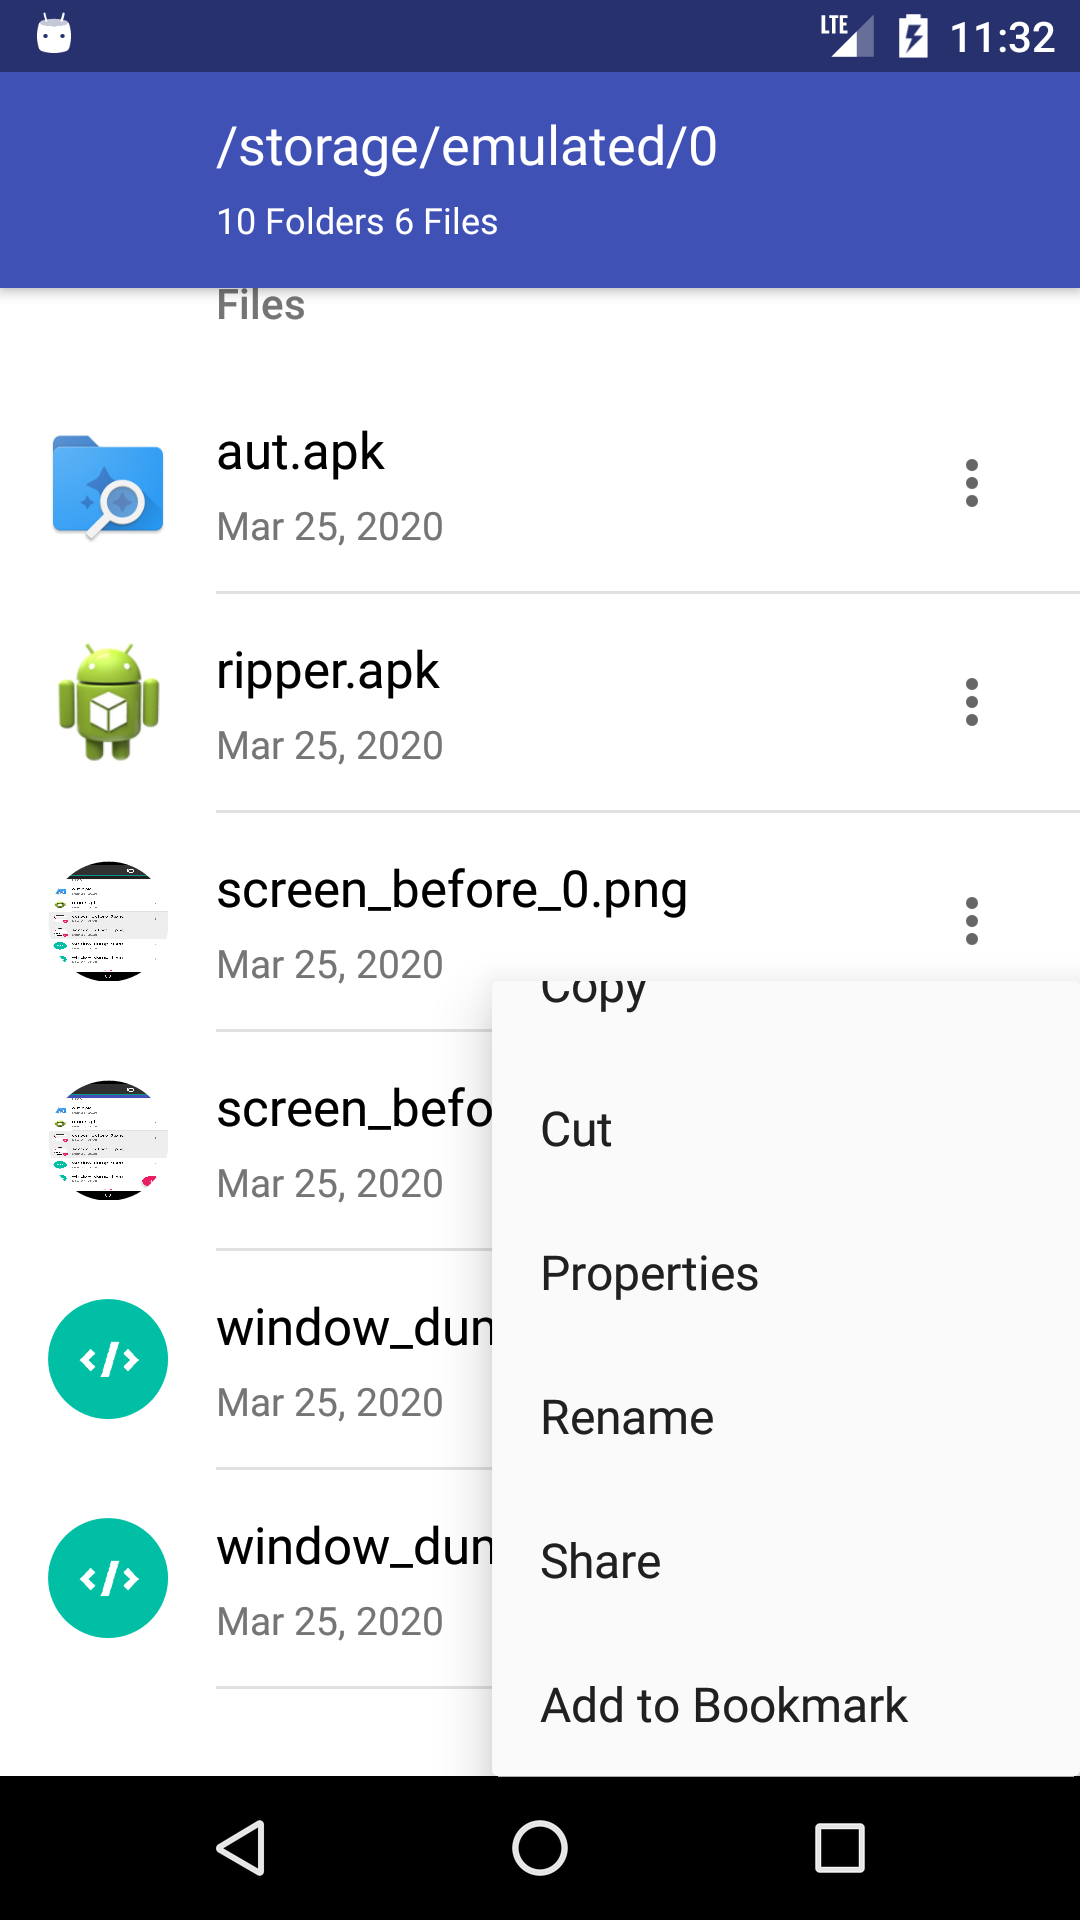 LTE 11:32
/storage/emulated/0
10 Folders 6 Files
Files
aut.apk
Mar 25, 2020
ripper.apk
Mar 25, 2020
screen_before_0.png
Mar 25, 2020
screen_befo
Mar 25, 2020
window_dun
Mar 25, 2020
window_dun
Mar 25, 2020
Copy
Cut
Properties
Rename
Share
Add to Bookmark